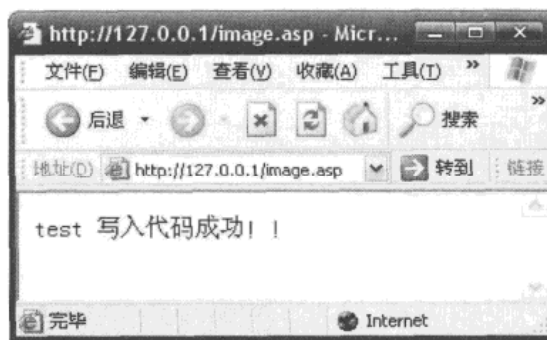 http://127.0.0.1/image.asp - Micr...
文件(F) 编辑(E) 查看(V) 收藏(A) 工具(T) »
后退 搜索 »
地址(D) http://127.0.0.1/image.asp 转到 链接
test 写入代码成功！！
完毕 Internet